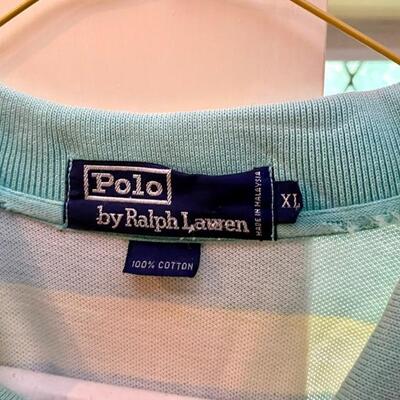 Polo
by Ralph Lauren
MADE IN MALAYSIA
XL
100% COTTON